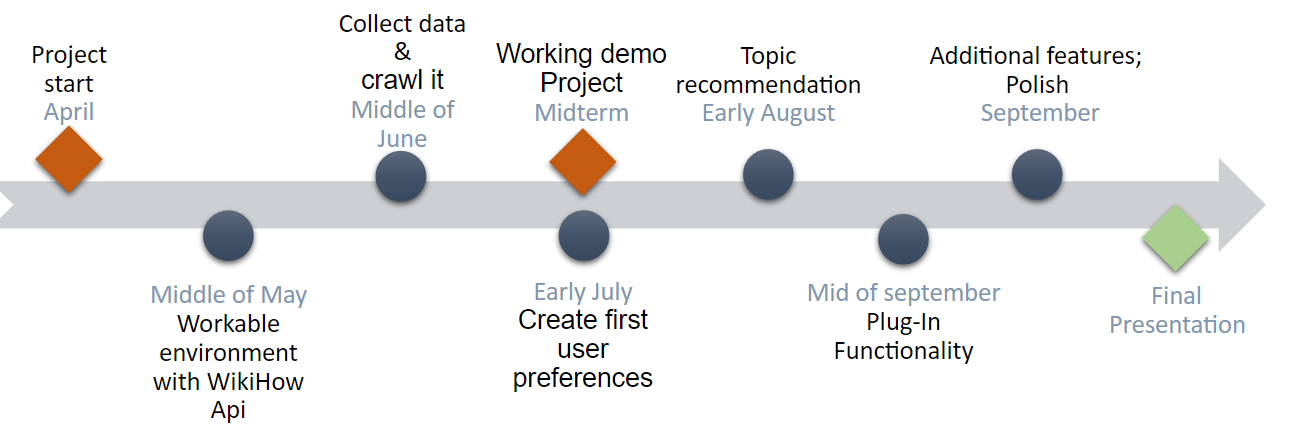 Project
start
April
Middle of May
Workable
environment
with WikiHow
Api
Collect data
&
crawl it
Middle of
June
Working demo
Project
Midterm
Early July
Create first
user
preferences
Topic
recommendation
Early August
Mid of september
Plug-In
Functionality
Additional features;
Polish
September
Final
Presentation